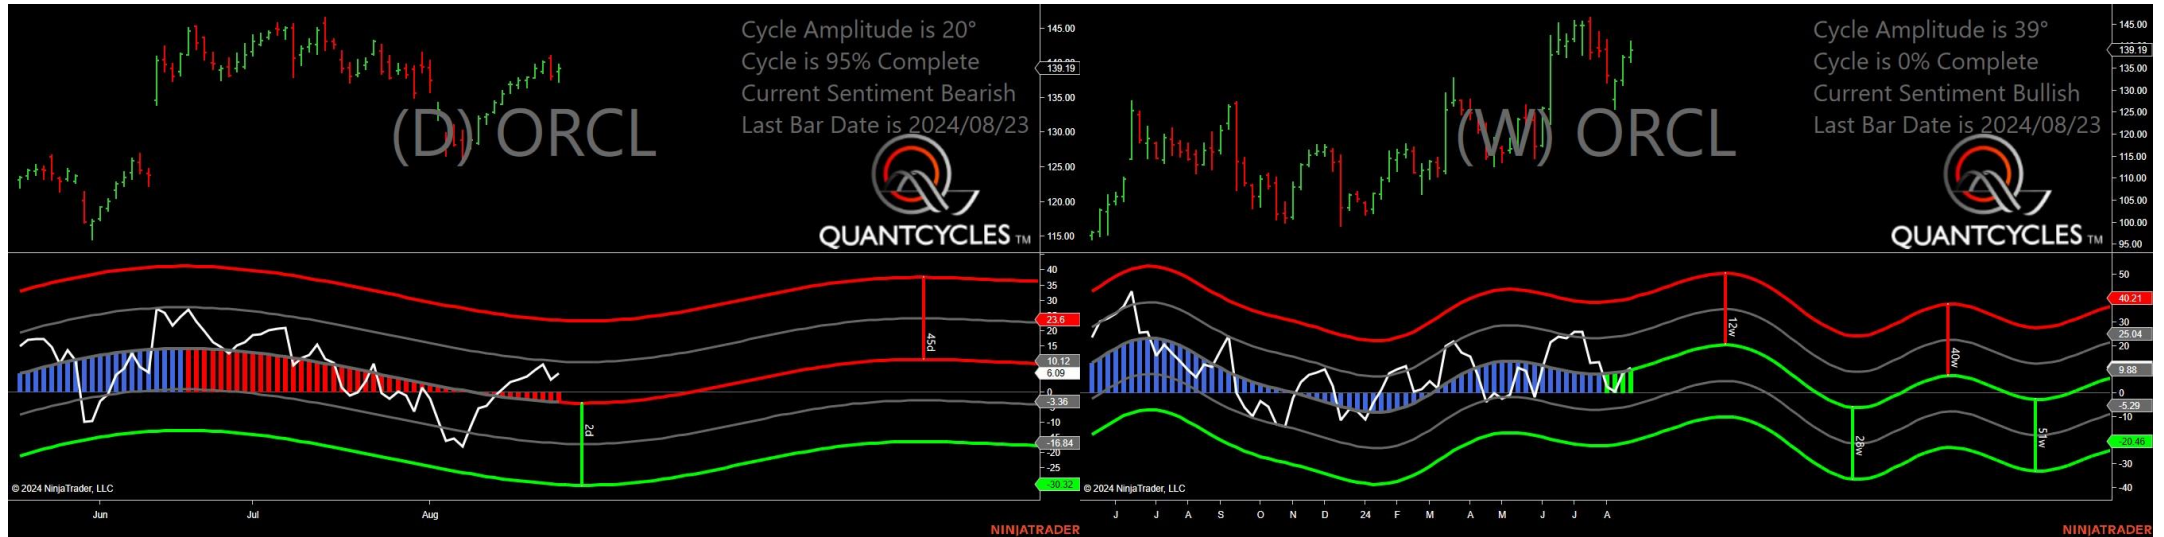 Cycle Amplitude is 20°
Cycle is 95% Complete
Current Sentiment Bearish
Last Bar Date is 2024/08/23
(D) ORCL
QUANTCYCLES TM
145.00
139.19
135.00
130.00
125.00
120.00
115.00
40
35
30
23.6
20
15
10.12
6.09
0
-3.36
-10
-16.84
-20
-25
-30.32
45d
2d
© 2024 NinjaTrader, LLC
Jun
Jul
Aug
NINJATRADER
Cycle Amplitude is 39°
Cycle is 0% Complete
Current Sentiment Bullish
Last Bar Date is 2024/08/23
(W) ORCL
QUANTCYCLES TM
145.00
139.19
135.00
130.00
125.00
120.00
115.00
110.00
105.00
100.00
95.00
50
40.21
30
25.04
20
9.88
0
-5.29
-10
-20.46
-30
-40
12w
40w
28w
51w
© 2024 NinjaTrader, LLC
J J A S O N D 24 F M A M J J A
NINJATRADER